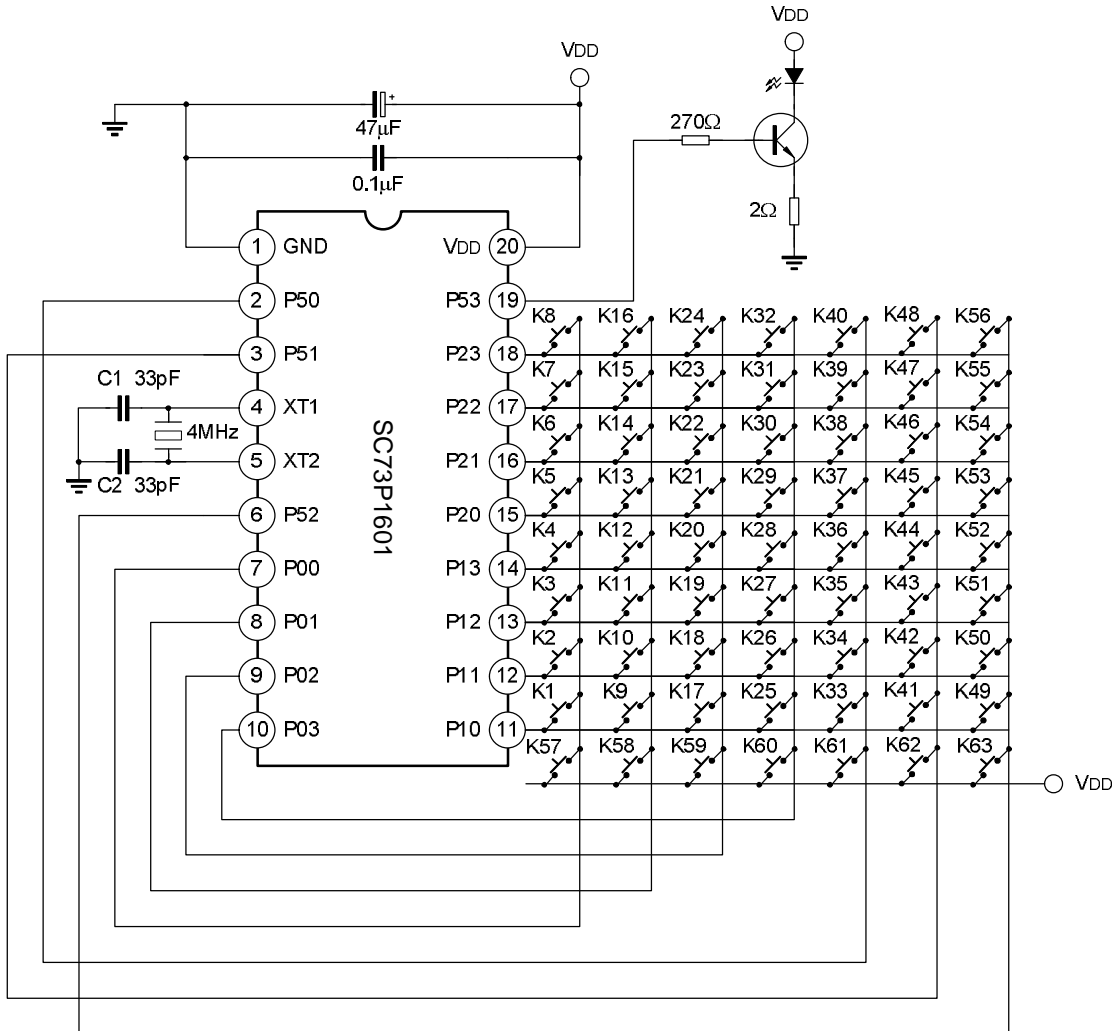 VDD
VDD
47μF
+
0.1μF
270Ω
2Ω
1 GND VDD 20
2 P50 P53 19
K8 K16 K24 K32 K40 K48 K56
3 P51 P23 18
K7 K15 K23 K31 K39 K47 K55
C1 33pF
4 XT1 P22 17
4MHz
K6 K14 K22 K30 K38 K46 K54
5 XT2 P21 16
C2 33pF
K5 K13 K21 K29 K37 K45 K53
6 P52 P20 15
SC73P1601
K4 K12 K20 K28 K36 K44 K52
7 P00 P13 14
K3 K11 K19 K27 K35 K43 K51
8 P01 P12 13
K2 K10 K18 K26 K34 K42 K50
9 P02 P11 12
K1 K9 K17 K25 K33 K41 K49
10 P03 P10 11
K57 K58 K59 K60 K61 K62 K63
VDD